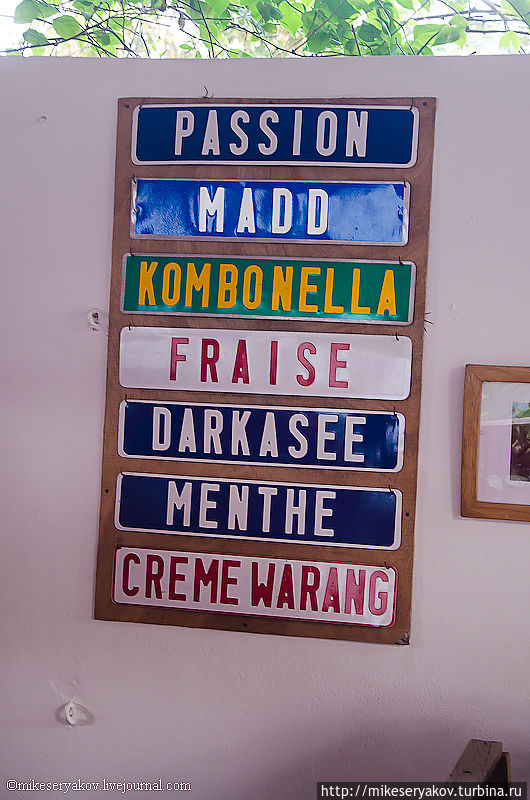 PASSION
MADD
KOMBONELLA
FRAISE
DARKASEE
MENTHE
CREME WARANG
©mikeseryakov.livejournal.com
http://mikeseryakov.turbina.ru